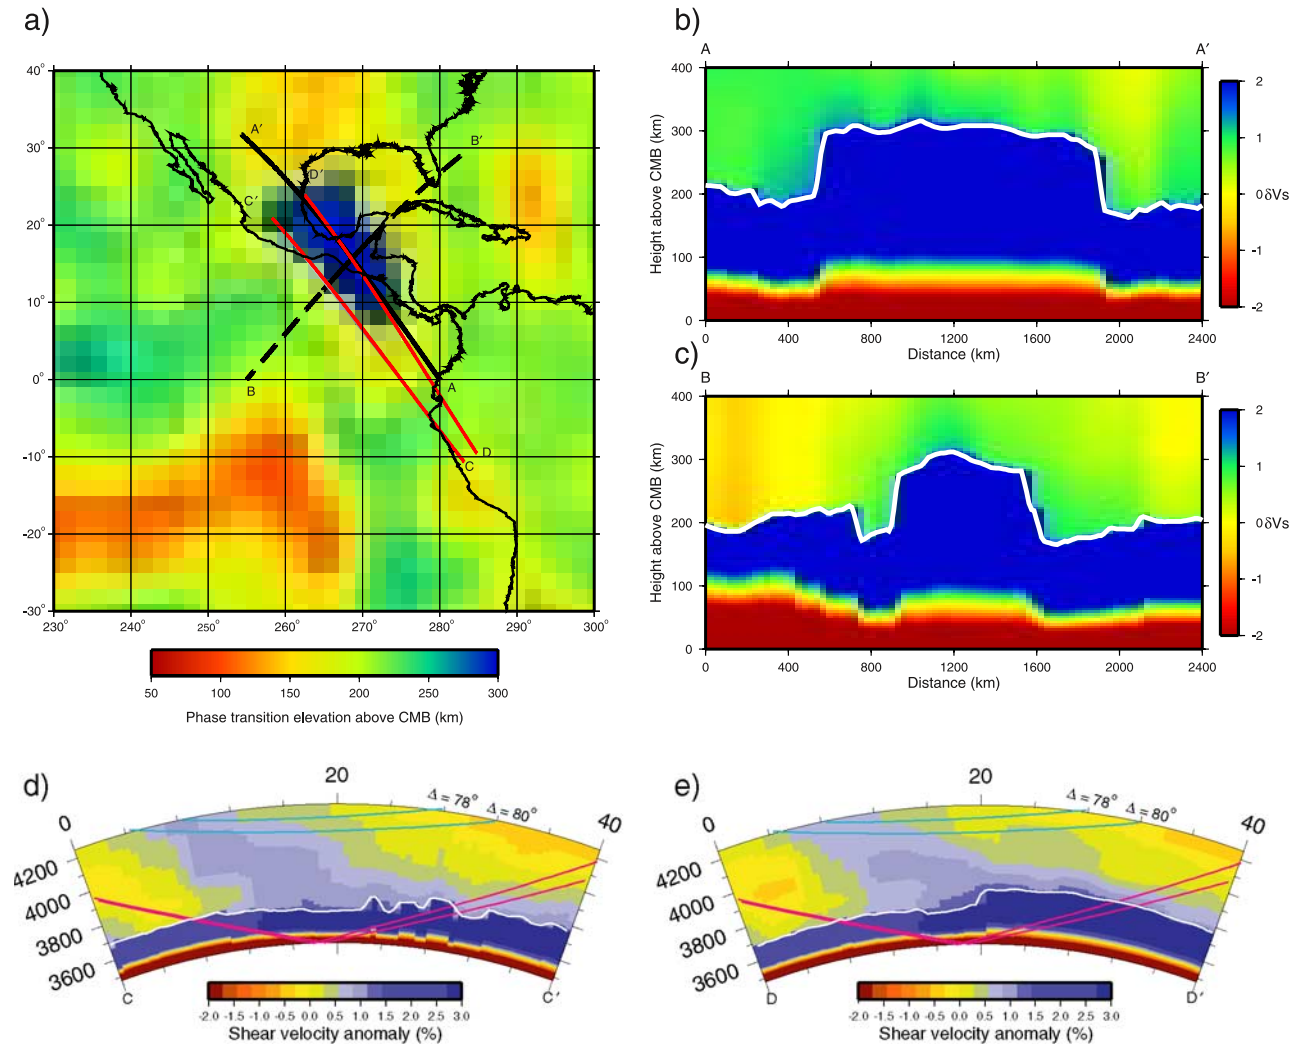 a)
40°
30°
20°
10°
0°
-10°
-20°
-30°
230
240
250
260
270
280
290
300°
A'
B'
C'
D'
B
A
D
C
50 100 150 200 250 300
Phase transition elevation above CMB (km)
b)
A A'
400
300
200
100
0
Height above CMB (km)
0 400 800 1200 1600 2000 2400
Distance (km)
2
1
0 δVs
-1
-2
c)
B B'
400
300
200
100
0
Height above CMB (km)
0 400 800 1200 1600 2000 2400
Distance (km)
2
1
0 δVs
-1
-2
d)
0 20 40
Δ = 78°
Δ = 80°
4200
4000
3800
3600
C C'
-2.0 -1.5 -1.0 -0.5 0.0 0.5 1.0 1.5 2.0 2.5 3.0
Shear velocity anomaly (%)
e)
0 20 40
Δ = 78°
Δ = 80°
4200
4000
3800
3600
D D'
-2.0 -1.5 -1.0 -0.5 0.0 0.5 1.0 1.5 2.0 2.5 3.0
Shear velocity anomaly (%)